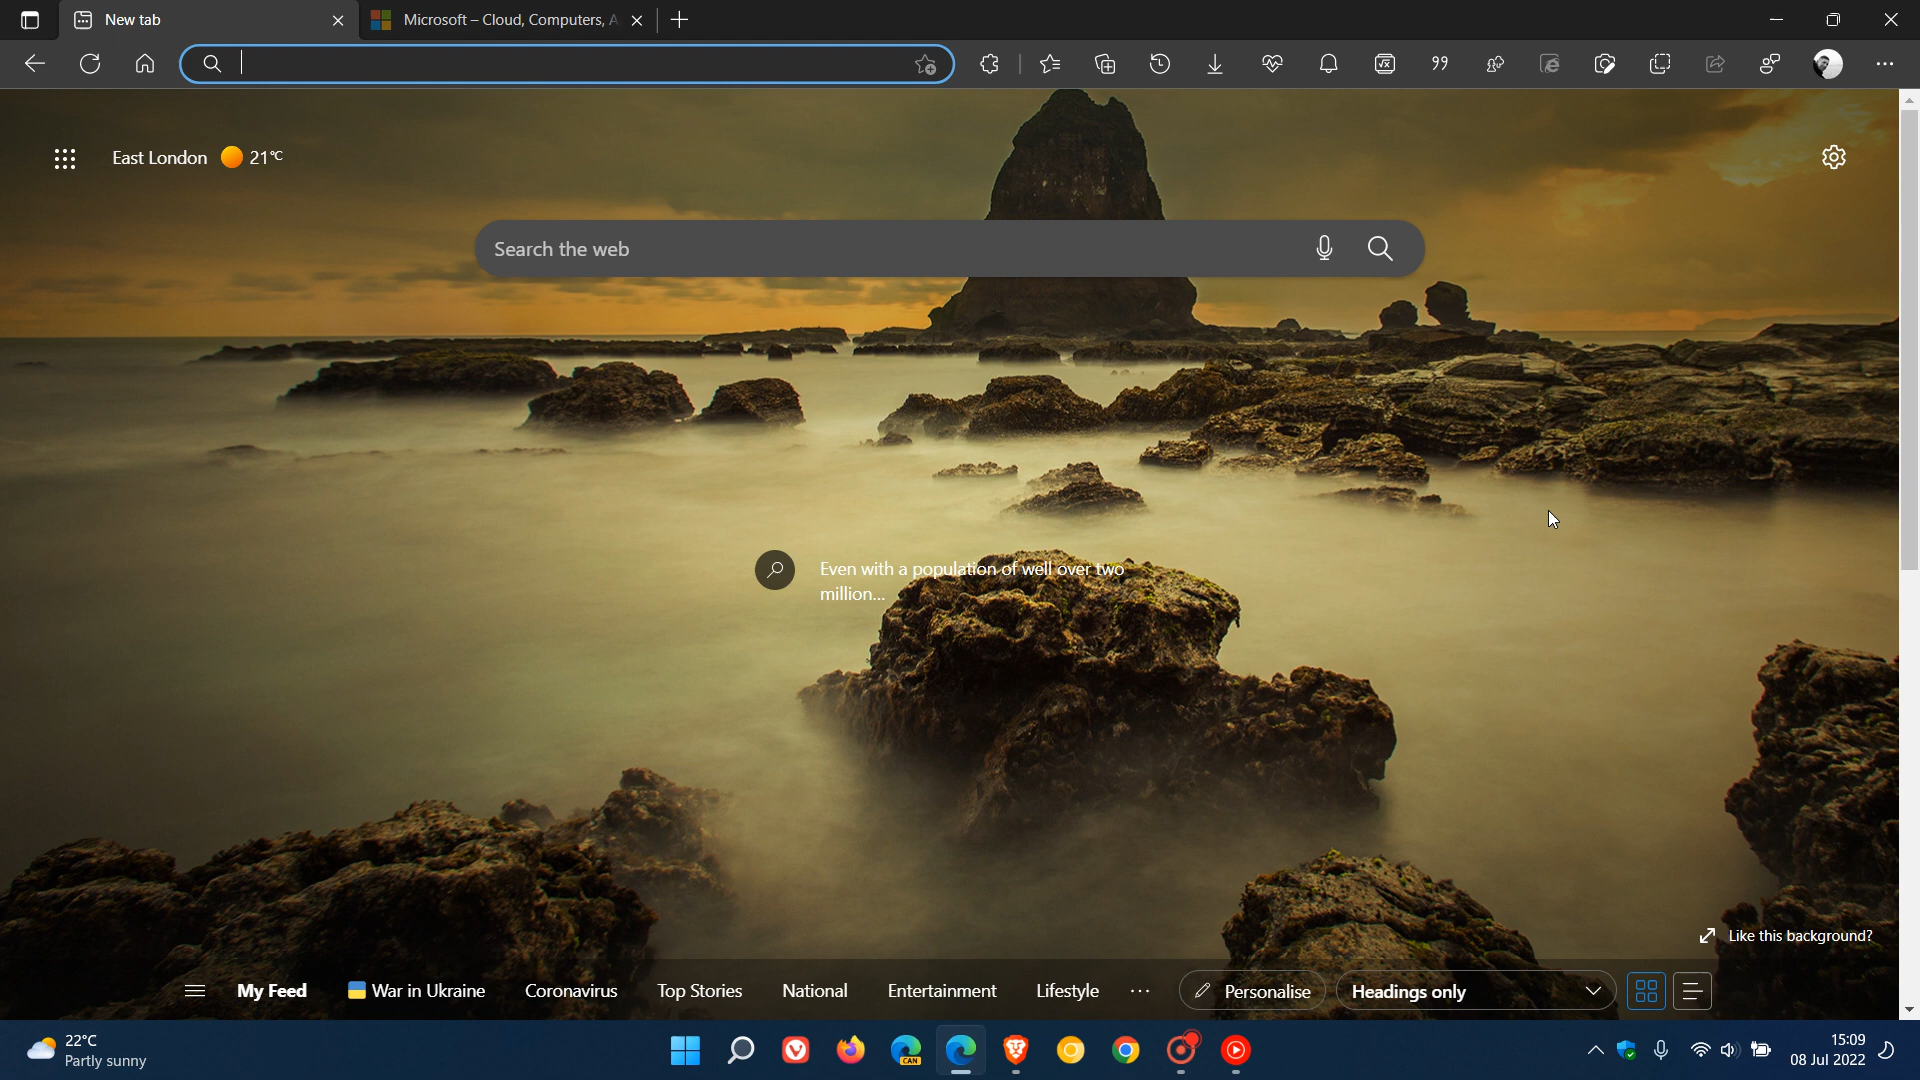 New tab
Microsoft – Cloud, Computers, A
East London 21°C
Search the web
Even with a population of well over two
million...
Like this background?
My Feed War in Ukraine Coronavirus Top Stories National Entertainment Lifestyle ... Personalise Headings only
22°C
Partly sunny
CAN
15:09
08 Jul 2022